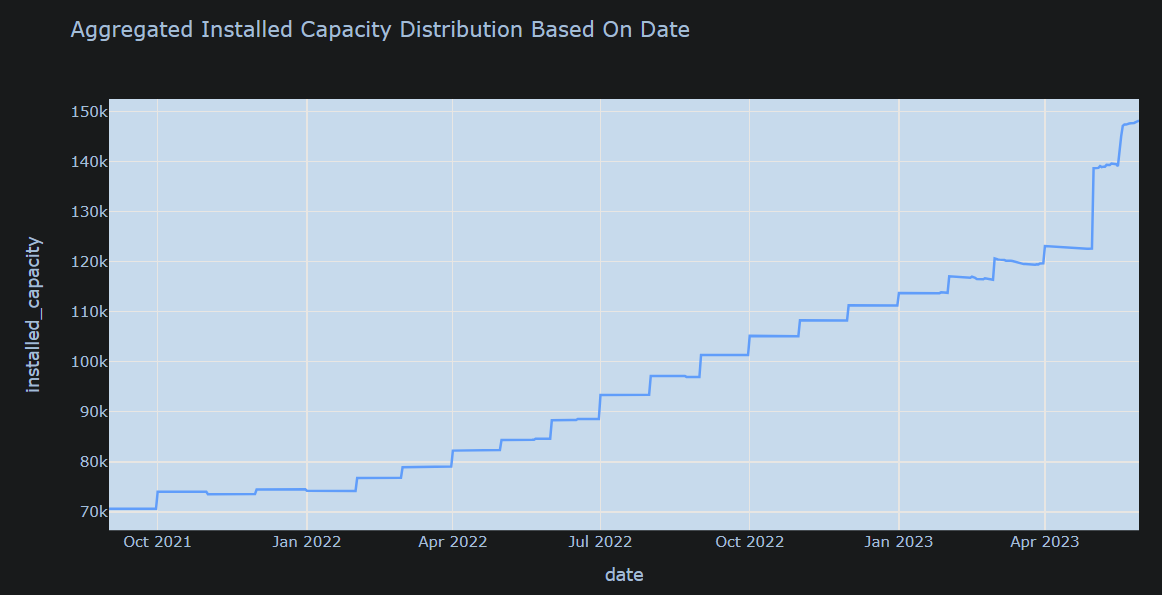 Aggregated Installed Capacity Distribution Based On Date
150k
140k
130k
120k
110k
100k
90k
80k
70k
installed_capacity
Oct 2021
Jan 2022
Apr 2022
Jul 2022
Oct 2022
Jan 2023
Apr 2023
date